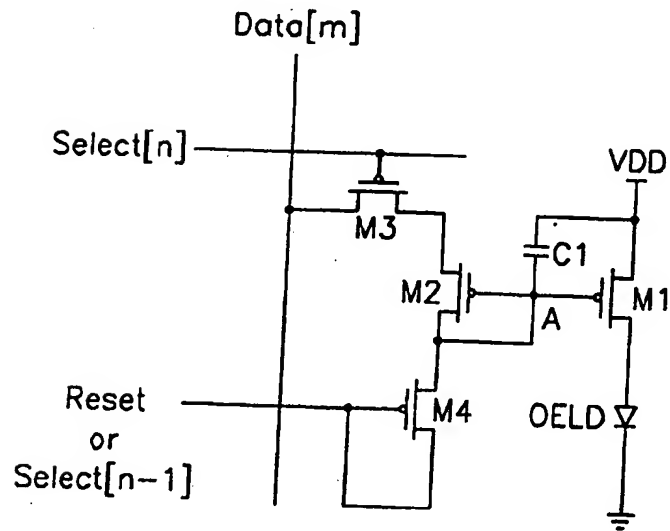 Data[m]
Select[n]
VDD
M3
C1
M2
M1
A
M4
OELD
Reset
or
Select[n-1]